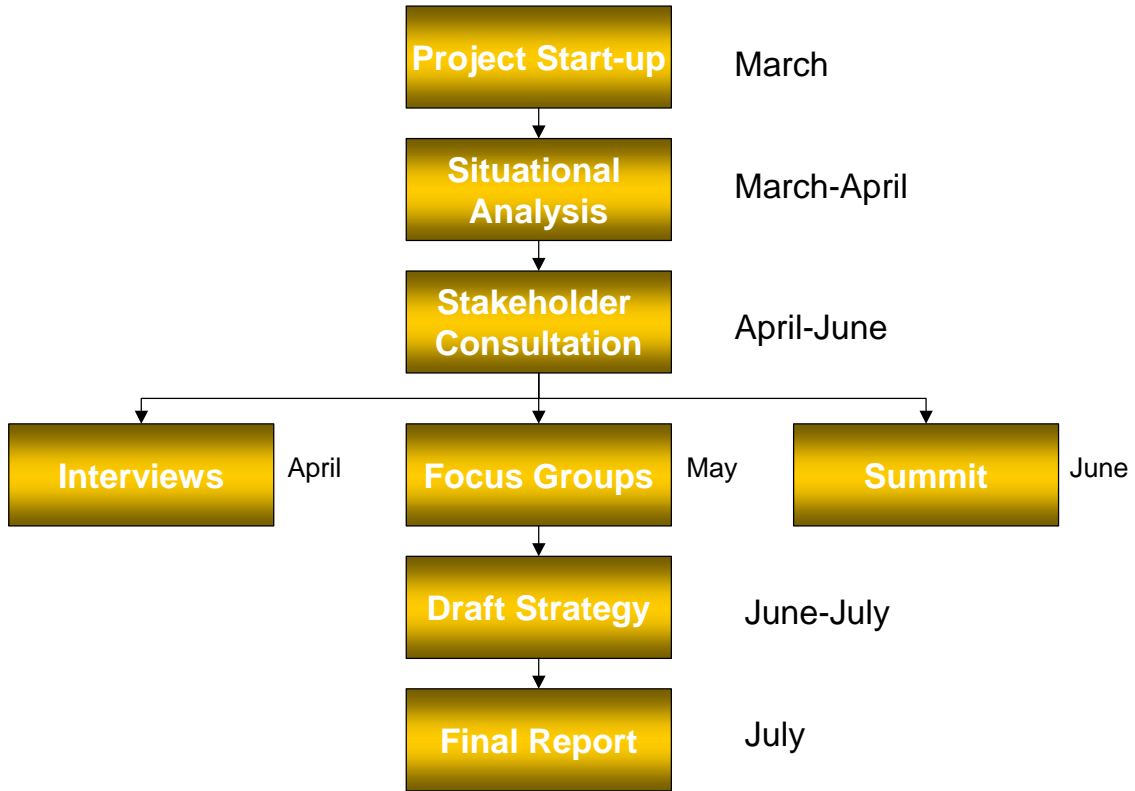 Project Start-up
March
Situational
Analysis
March-April
Stakeholder
Consultation
April-June
Interviews
April
Focus Groups
May
Summit
June
Draft Strategy
June-July
Final Report
July